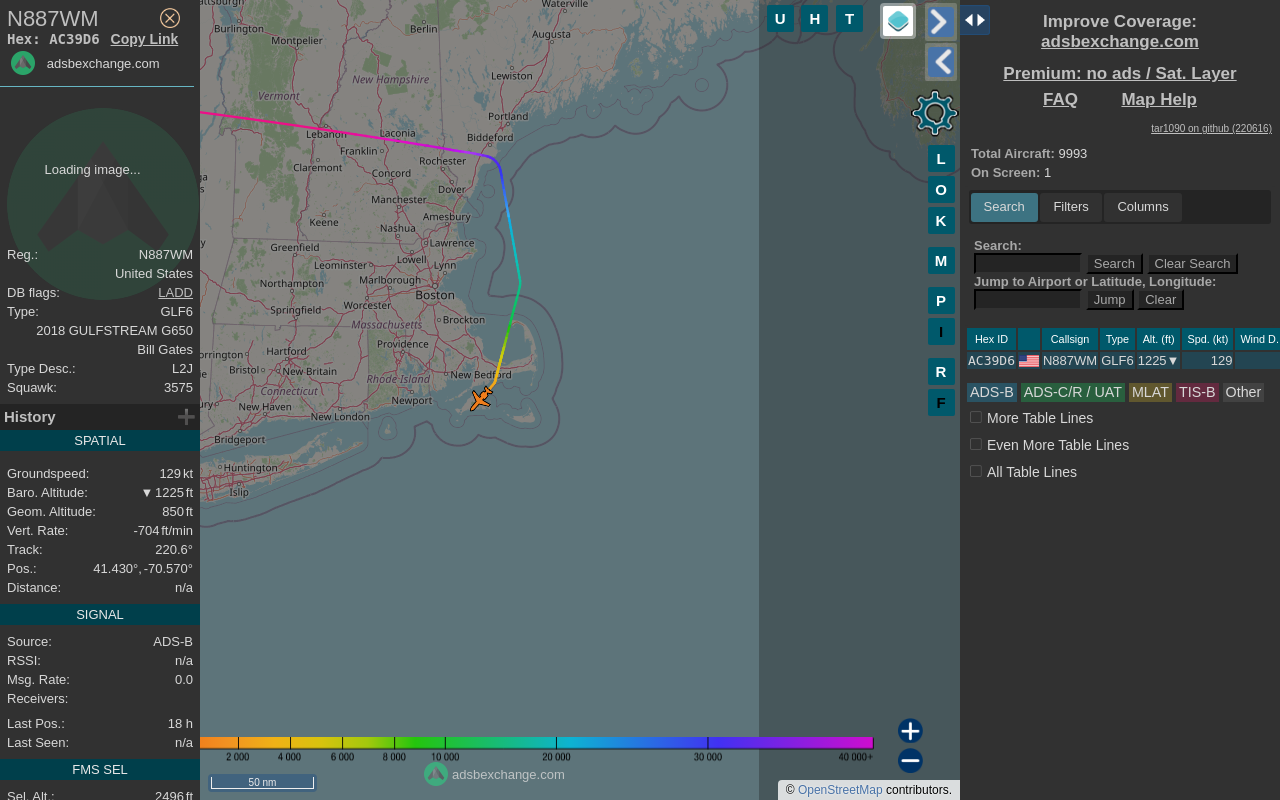 N887WM
Hex: AC39D6 Copy Link
adsbexchange.com
Loading image...
Reg.: N887WM
United States
DB flags: LADD
Type: GLF6
2018 GULFSTREAM G650
Bill Gates
Type Desc.: L2J
Squawk: 3575
History
SPATIAL
Groundspeed: 129 kt
Baro. Altitude: ▼ 1225 ft
Geom. Altitude: 850 ft
Vert. Rate: -704 ft/min
Track: 220.6°
Pos.: 41.430°, -70.570°
Distance: n/a
SIGNAL
Source: ADS-B
RSSI: n/a
Msg. Rate: 0.0
Receivers:
Last Pos.: 18 h
Last Seen: n/a
FMS SEL
Sel. Alt.: 2496 ft
Burlington
Montpelier
Berlin
Waterville
Augusta
Lewiston
New Hampshire
Vermont
Portland
Lebanon
Laconia
Biddeford
Franklin
Rochester
Claremont
Concord
Dover
Manchester
Amesbury
Keene
Nashua
Greenfield
Lawrence
Lowell
Lynn
Leominster
Northampton
Marlborough
Boston
Worcester
Springfield
Massachusetts
Brockton
Providence
Hartford
Bristol
New Britain
Rhode Island
New Bedford
Connecticut
Newport
New Haven
New London
Bridgeport
Huntington
Islip
U H T
L
O
K
M
P
I
R
F
2 000 4 000 6 000 8 000 10 000 20 000 30 000 40 000+
50 nm
adsbexchange.com
© OpenStreetMap contributors.
Improve Coverage:
adsbexchange.com
Premium: no ads / Sat. Layer
FAQ Map Help
tar1090 on github (220616)
Total Aircraft: 9993
On Screen: 1
Search Filters Columns
Search:
Search Clear Search
Jump to Airport or Latitude, Longitude:
Jump Clear
Hex ID Callsign Type Alt. (ft) Spd. (kt) Wind D.
AC39D6 N887WM GLF6 1225▼ 129
ADS-B ADS-C/R / UAT MLAT TIS-B Other
More Table Lines
Even More Table Lines
All Table Lines